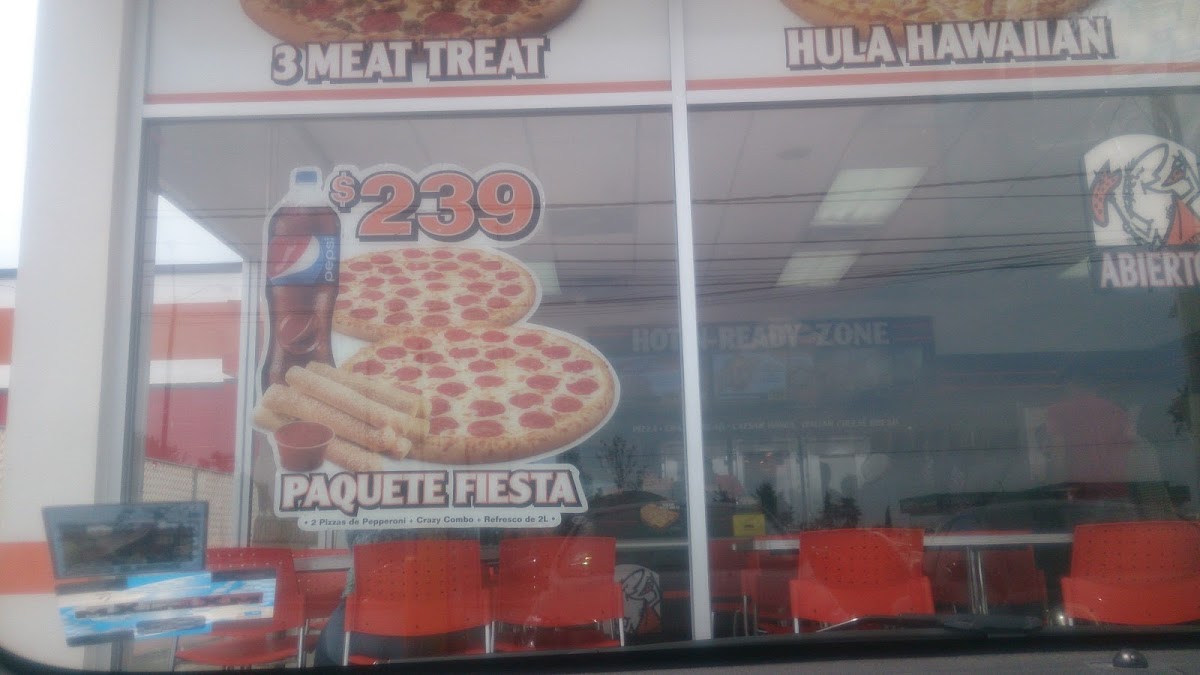 3 MEAT TREAT
HULA HAWAIIAN
$239
pepsi
PAQUETE FIESTA
• 2 Pizzas de Pepperoni + Crazy Combo + Refresco de 2L •
ABIERTO
HOT-N-READY ZONE